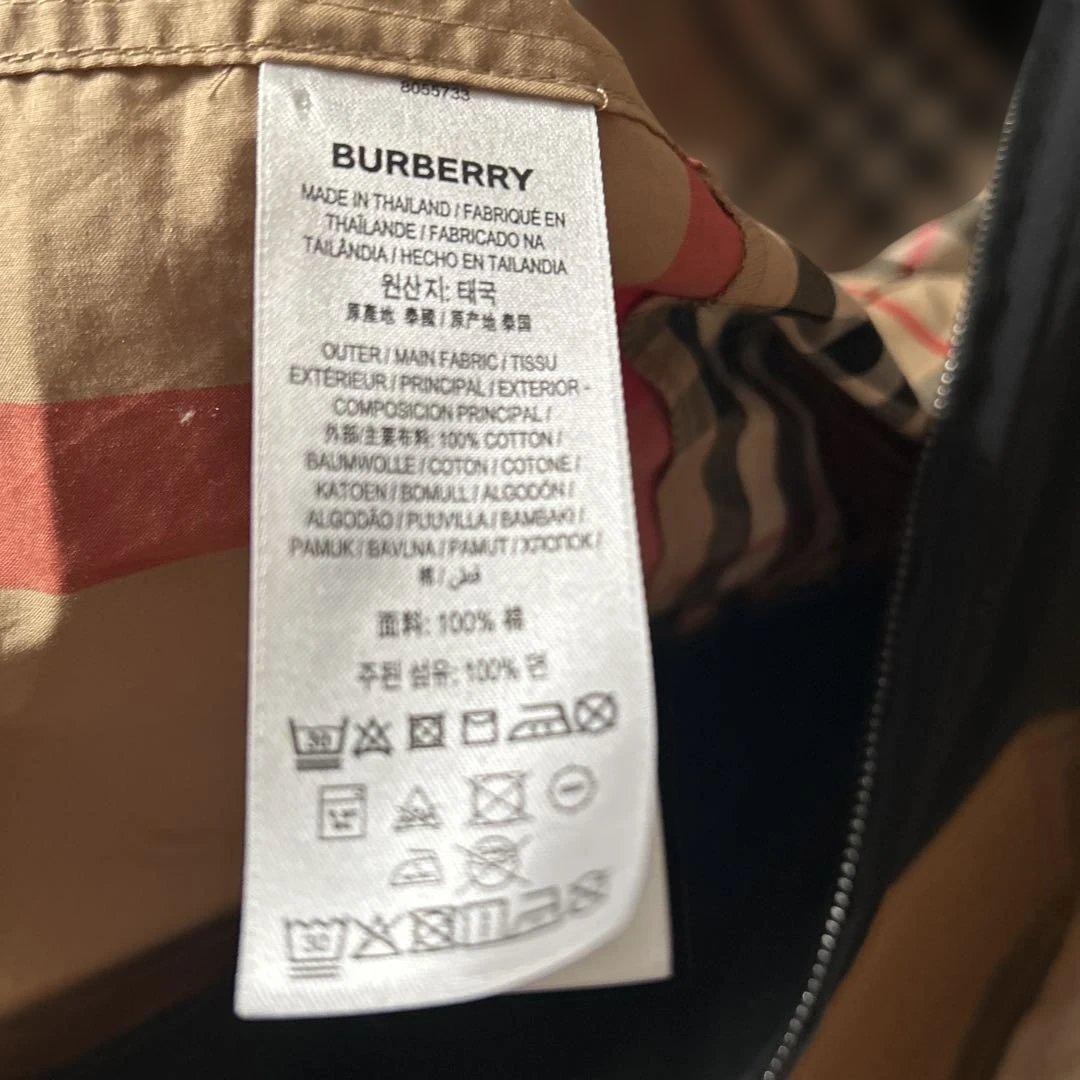 8055733
BURBERRY
MADE IN THAILAND / FABRIQUÉ EN
THAÏLANDE / FABRICADO NA
TAILÂNDIA / HECHO EN TAILANDIA
원산지: 태국
原產地 泰國 / 原产地 泰国
OUTER / MAIN FABRIC / TISSU
EXTÉRIEUR / PRINCIPAL / EXTERIOR -
COMPOSICION PRINCIPAL /
外部/主要布料: 100% COTTON /
BAUMWOLLE / COTON / COTONE /
KATOEN / BOMULL / ALGODÓN /
ALGODÃO / PUUVILLA / BAMBAKI /
PAMUK / BAVLNA / PAMUT / ХЛОПОК /
棉 / قطن
面料: 100% 棉
주된 섬유: 100% 면
30
30